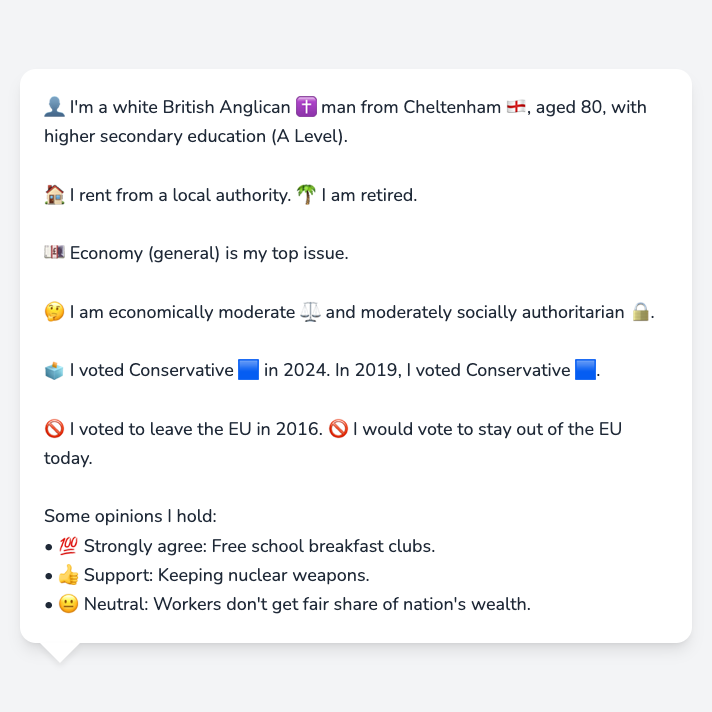 👤 I'm a white British Anglican ✝️ man from Cheltenham 🏴󠁧󠁢󠁥󠁮󠁧󠁿, aged 80, with
higher secondary education (A Level).
🏠 I rent from a local authority. 🌴 I am retired.
💷 Economy (general) is my top issue.
🤔 I am economically moderate ⚖️ and moderately socially authoritarian 🔒.
🗳️ I voted Conservative 🟦 in 2024. In 2019, I voted Conservative 🟦.
🚫 I voted to leave the EU in 2016. 🚫 I would vote to stay out of the EU
today.
Some opinions I hold:
• 💯 Strongly agree: Free school breakfast clubs.
• 👍 Support: Keeping nuclear weapons.
• 😐 Neutral: Workers don't get fair share of nation's wealth.